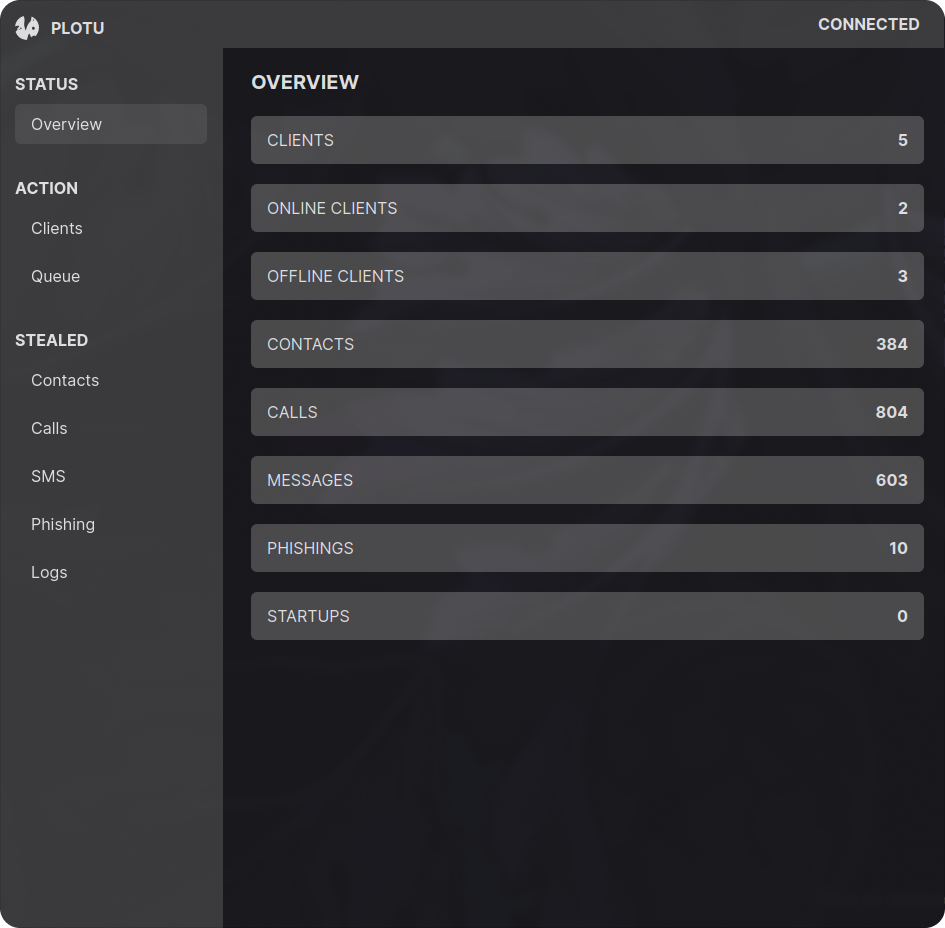 PLOTU
CONNECTED
STATUS
Overview
ACTION
Clients
Queue
STEALED
Contacts
Calls
SMS
Phishing
Logs
OVERVIEW
CLIENTS 5
ONLINE CLIENTS 2
OFFLINE CLIENTS 3
CONTACTS 384
CALLS 804
MESSAGES 603
PHISHINGS 10
STARTUPS 0